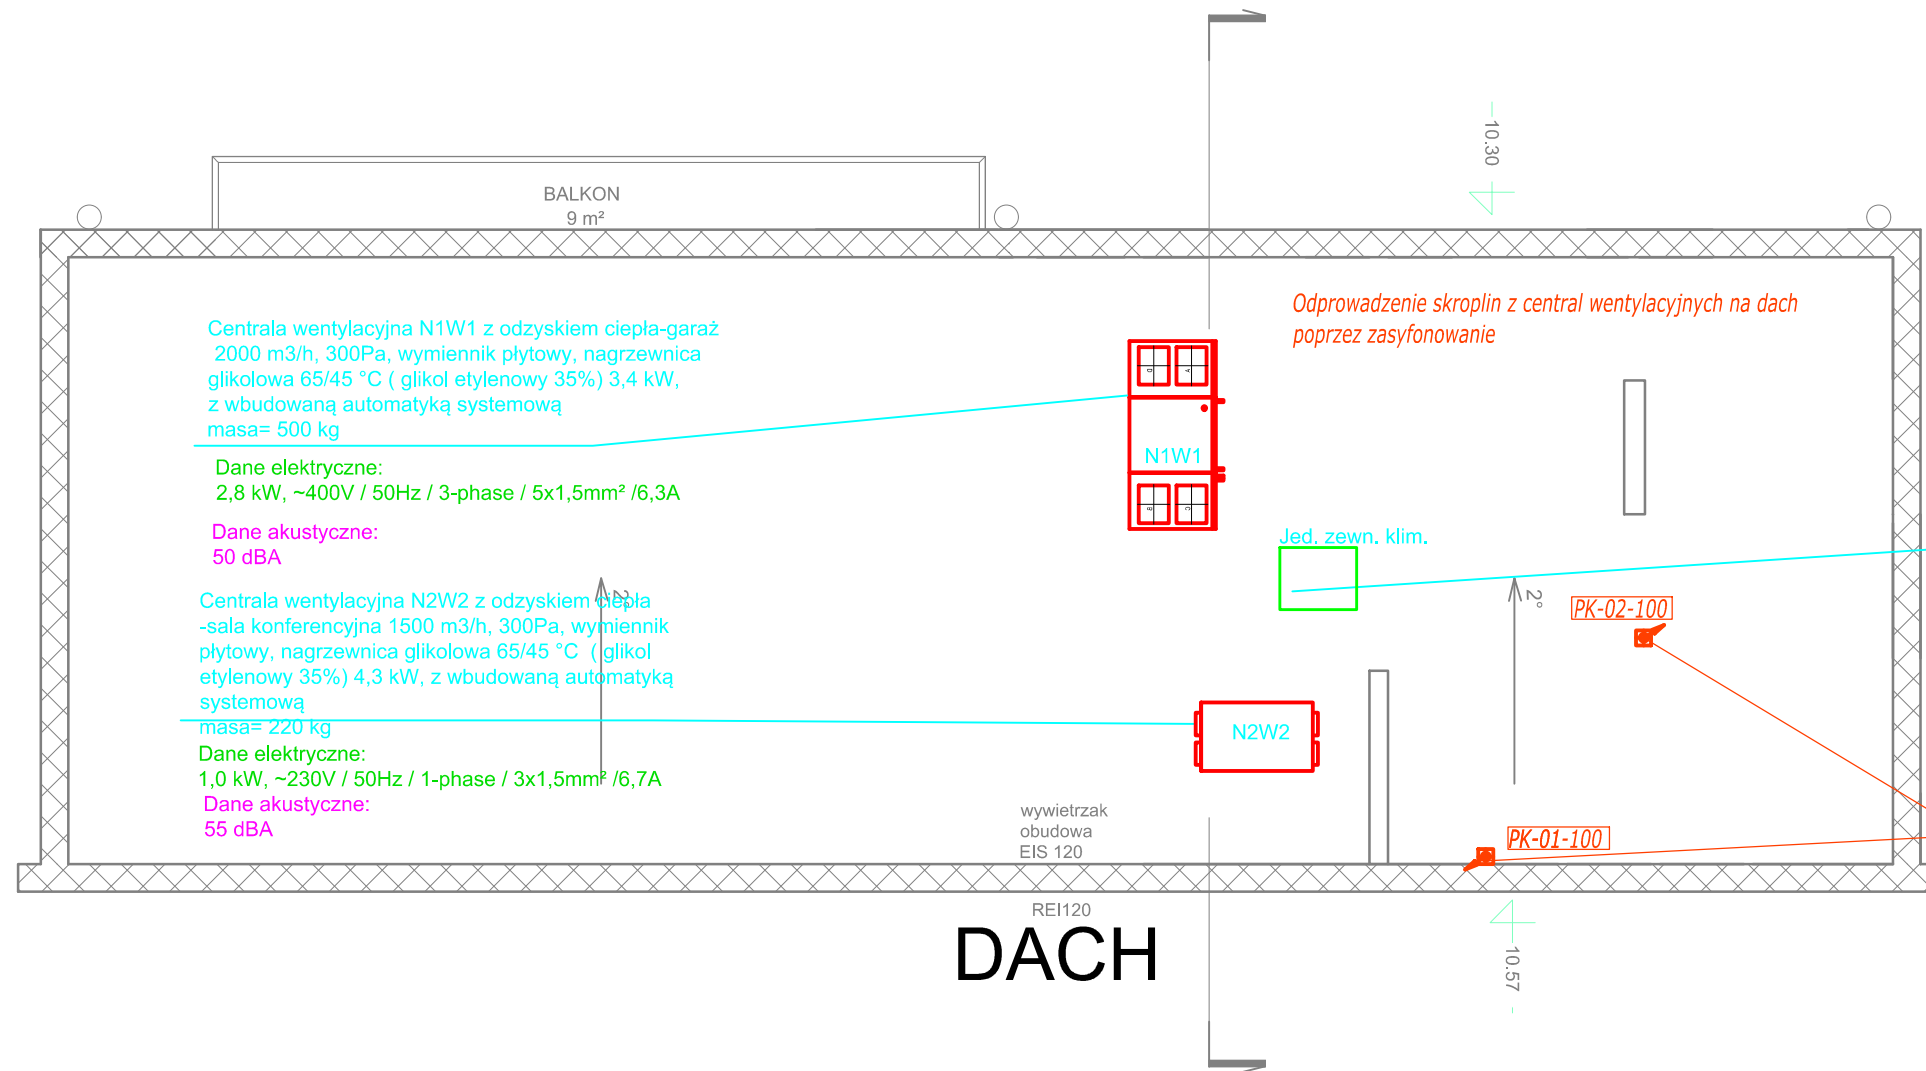 10.30
BALKON
9 m²
Odprowadzenie skroplin z central wentylacyjnych na dach
poprzez zasyfonowanie
Centrala wentylacyjna N1W1 z odzyskiem ciepła-garaż
2000 m3/h, 300Pa, wymiennik płytowy, nagrzewnica
glikolowa 65/45 °C ( glikol etylenowy 35%) 3,4 kW,
z wbudowaną automatyką systemową
masa= 500 kg
Dane elektryczne:
2,8 kW, ~400V / 50Hz / 3-phase / 5x1,5mm² /6,3A
Dane akustyczne:
50 dBA
D
A
N1W1
B
C
Jed. zewn. klim.
Centrala wentylacyjna N2W2 z odzyskiem ciepła
-sala konferencyjna 1500 m3/h, 300Pa, wymiennik
płytowy, nagrzewnica glikolowa 65/45 °C ( glikol
etylenowy 35%) 4,3 kW, z wbudowaną automatyką
systemową
masa= 220 kg
2°
2°
PK-02-100
N2W2
Dane elektryczne:
1,0 kW, ~230V / 50Hz / 1-phase / 3x1,5mm² /6,7A
Dane akustyczne:
55 dBA
wywietrzak
obudowa
EIS 120
PK-01-100
REI120
DACH
10.57